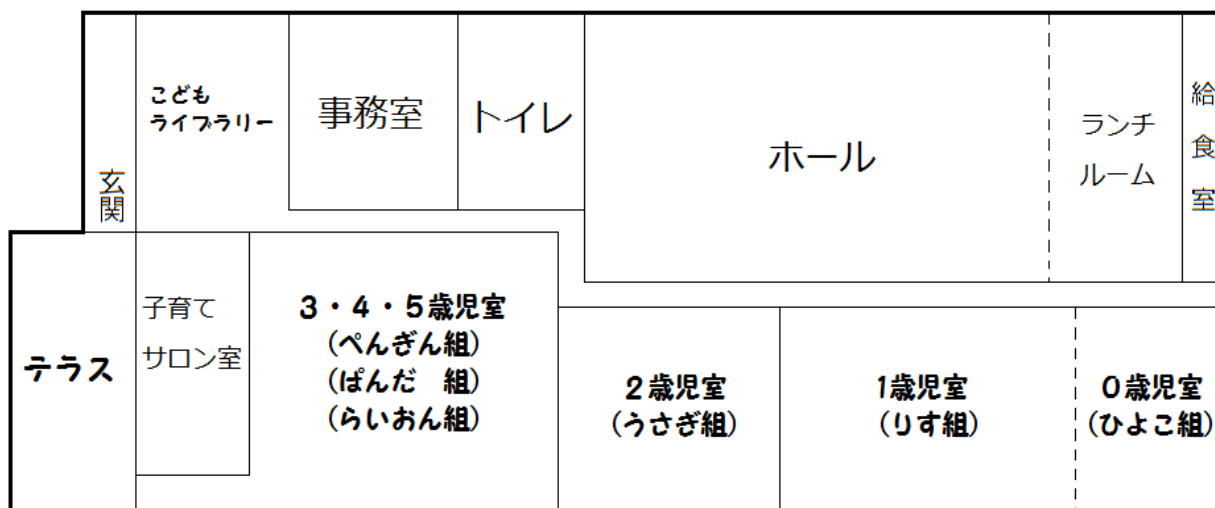 こども
ライブラリー
事務室
トイレ
ホール
ランチ
ルーム
給食室
玄関
テラス
子育て
サロン室
3・4・5歳児室
(ぺんぎん組)
(ぱんだ　組)
(らいおん組)
2歳児室
(うさぎ組)
1歳児室
(りす組)
0歳児室
(ひよこ組)